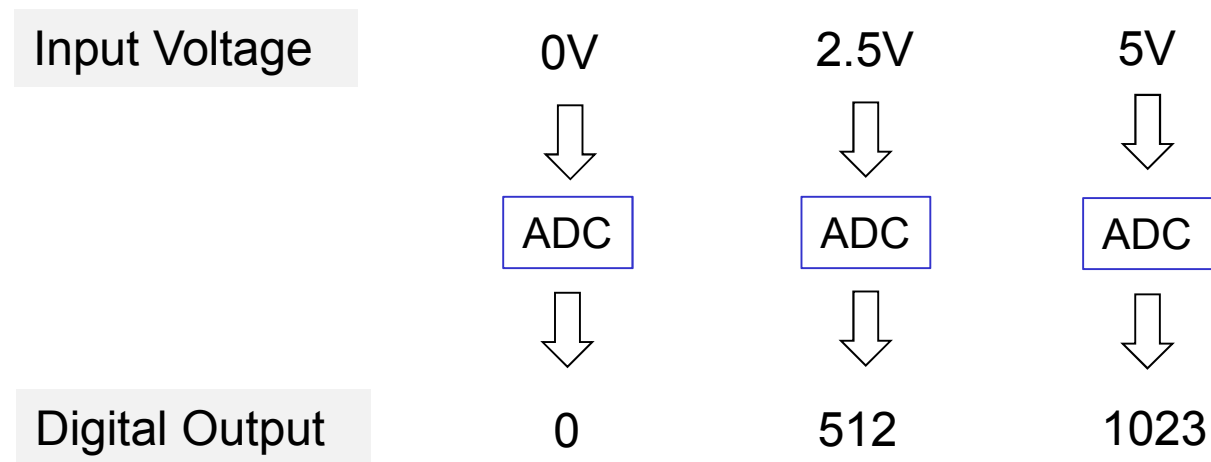 Input Voltage 0V 2.5V 5V
ADC ADC ADC
Digital Output 0 512 1023